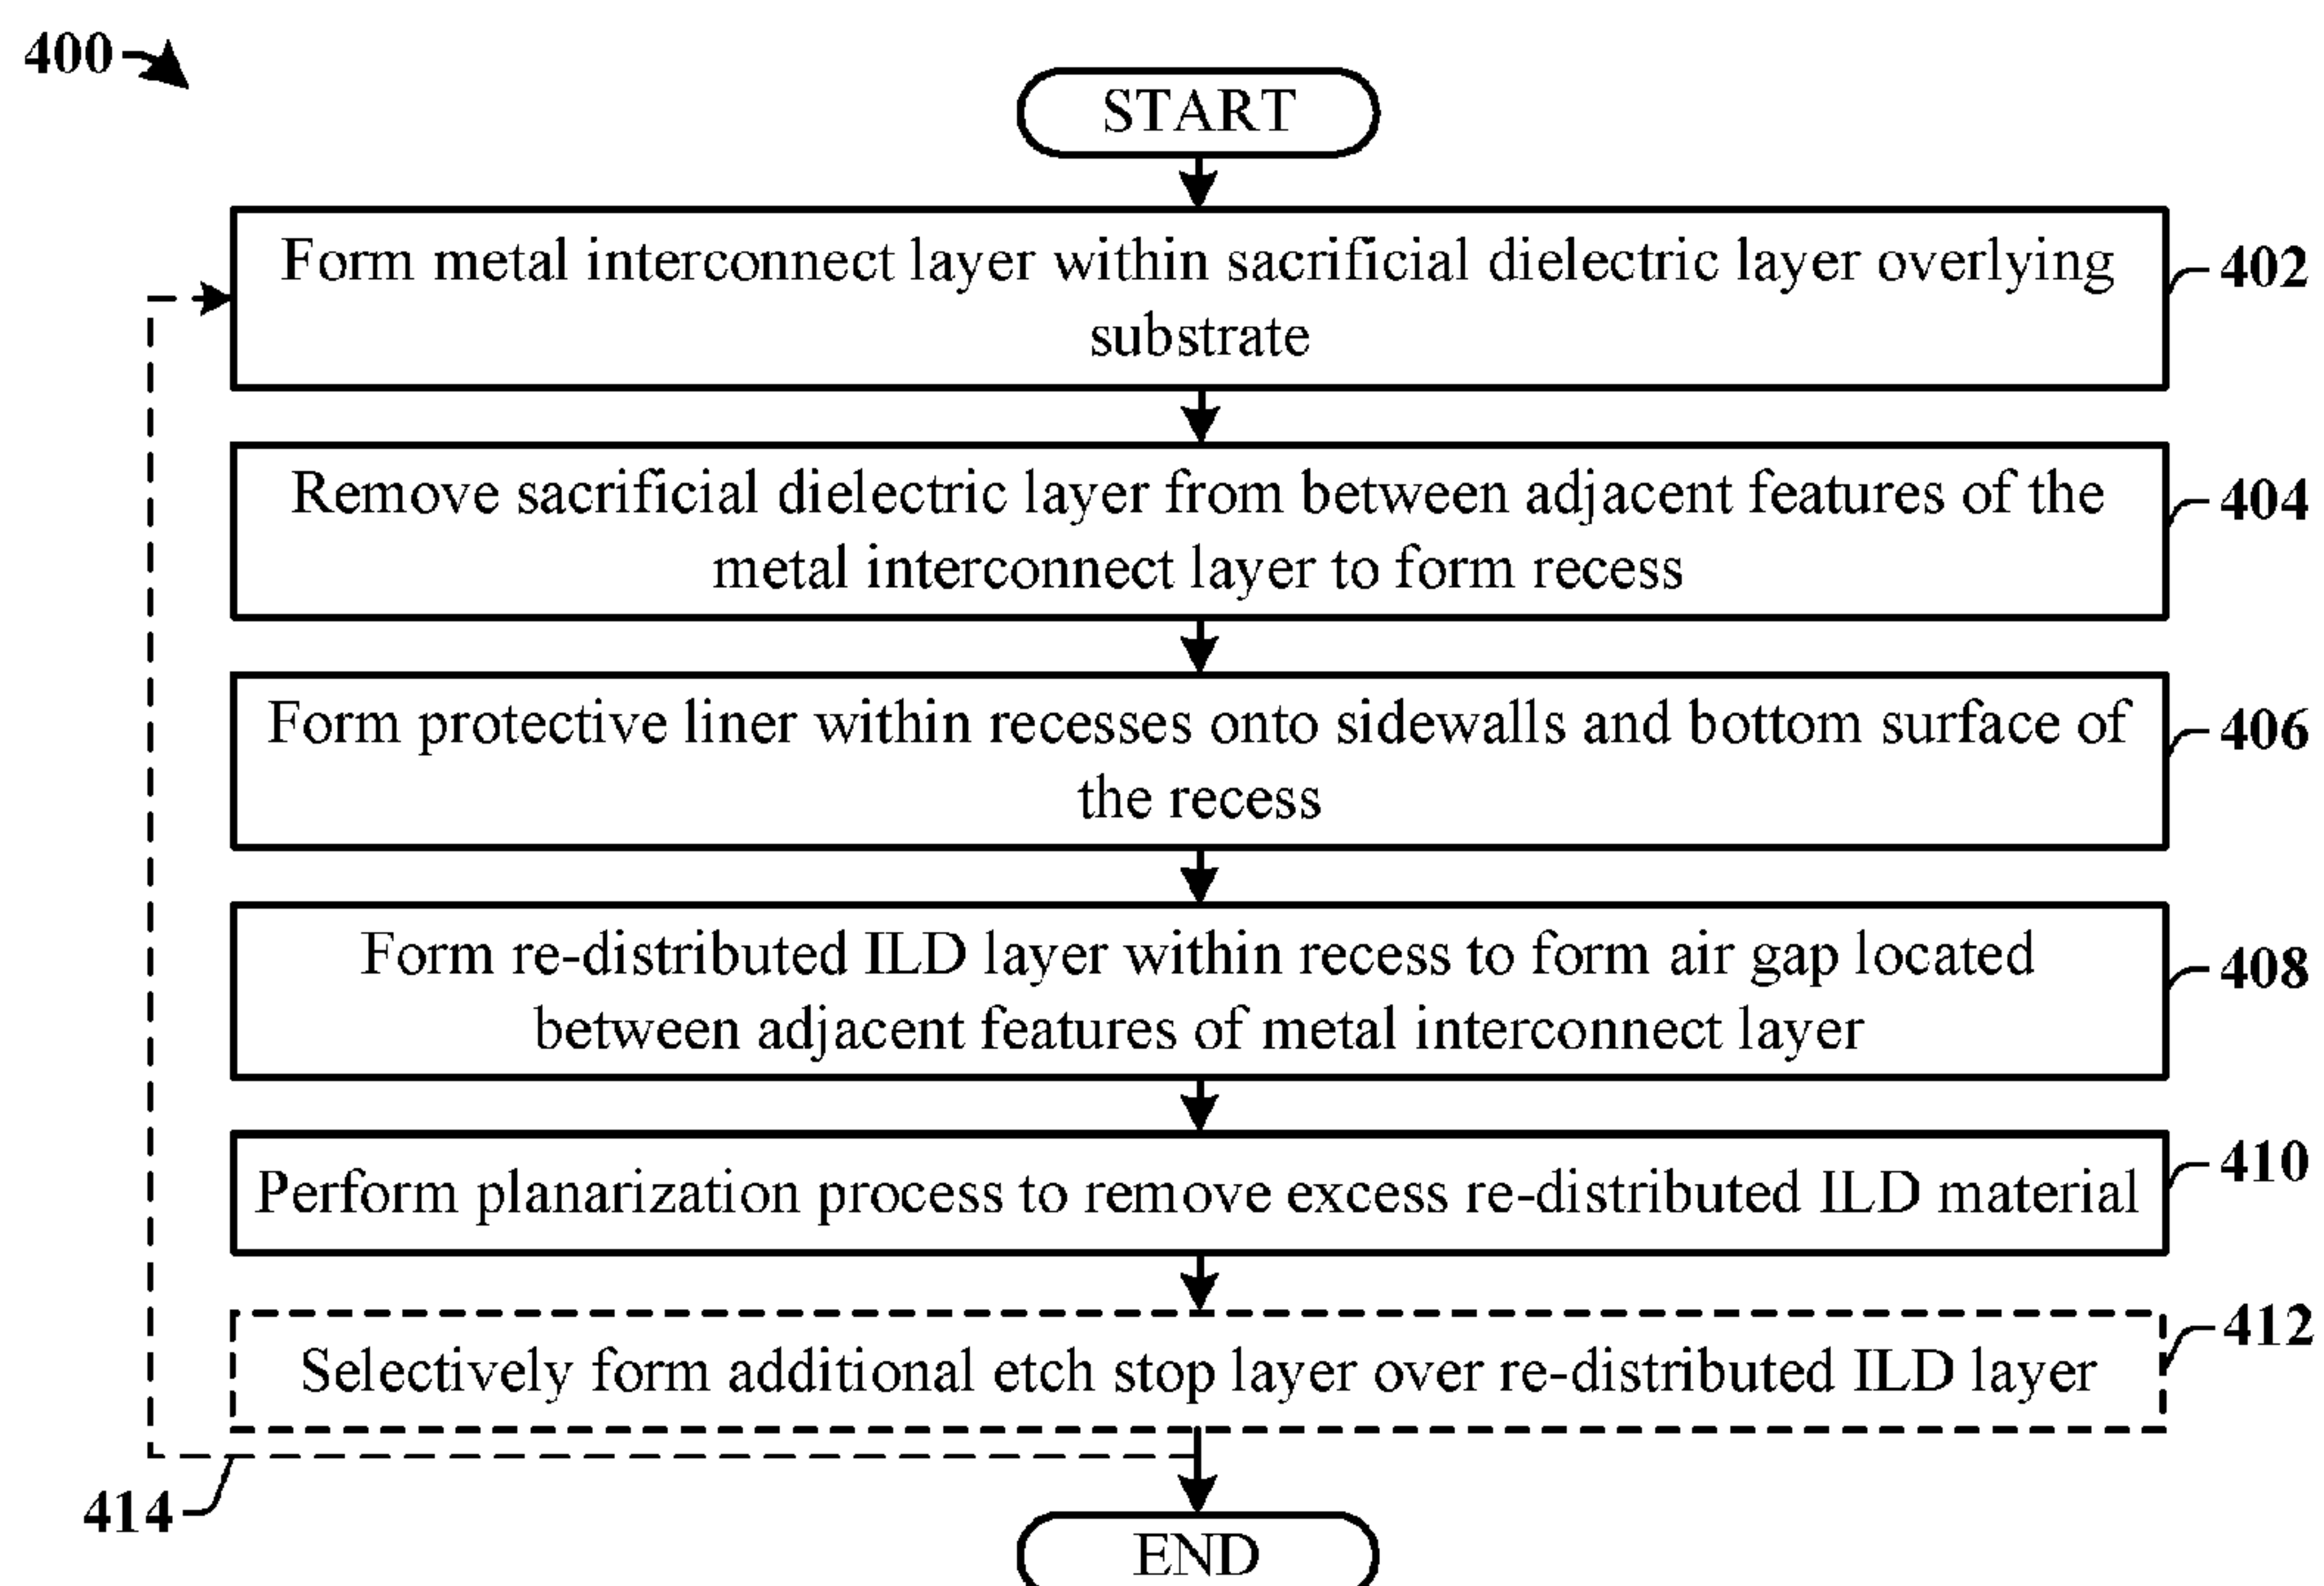 400
START
Form metal interconnect layer within sacrificial dielectric layer overlying
substrate
402
Remove sacrificial dielectric layer from between adjacent features of the
metal interconnect layer to form recess
404
Form protective liner within recesses onto sidewalls and bottom surface of
the recess
406
Form re-distributed ILD layer within recess to form air gap located
between adjacent features of metal interconnect layer
408
Perform planarization process to remove excess re-distributed ILD material
410
Selectively form additional etch stop layer over re-distributed ILD layer
412
414
END